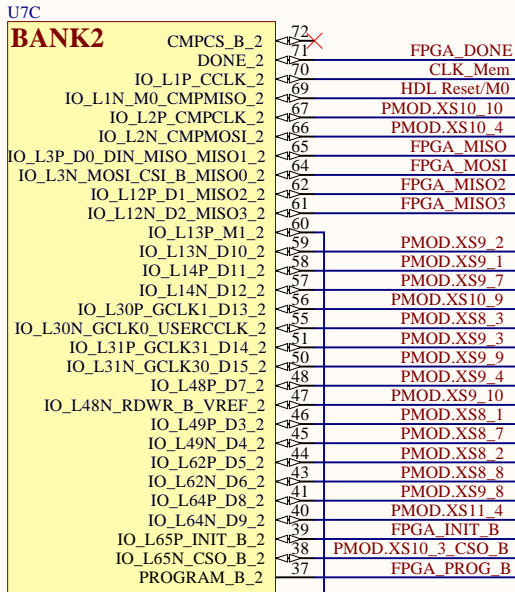 U7C
BANK2
CMPCS_B_2 72
DONE_2 71 FPGA_DONE
IO_L1P_CCLK_2 70 CLK_Mem
IO_L1N_M0_CMPMISO_2 69 HDL Reset/M0
IO_L2P_CMPCLK_2 67 PMOD.XS10_10
IO_L2N_CMPMOSI_2 66 PMOD.XS10_4
IO_L3P_D0_DIN_MISO_MISO1_2 65 FPGA_MISO
IO_L3N_MOSI_CSI_B_MISO0_2 64 FPGA_MOSI
IO_L12P_D1_MISO2_2 62 FPGA_MISO2
IO_L12N_D2_MISO3_2 61 FPGA_MISO3
IO_L13P_M1_2 60
IO_L13N_D10_2 59 PMOD.XS9_2
IO_L14P_D11_2 58 PMOD.XS9_1
IO_L14N_D12_2 57 PMOD.XS9_7
IO_L30P_GCLK1_D13_2 56 PMOD.XS10_9
IO_L30N_GCLK0_USERCCLK_2 55 PMOD.XS8_3
IO_L31P_GCLK31_D14_2 51 PMOD.XS9_3
IO_L31N_GCLK30_D15_2 50 PMOD.XS9_9
IO_L48P_D7_2 48 PMOD.XS9_4
IO_L48N_RDWR_B_VREF_2 47 PMOD.XS9_10
IO_L49P_D3_2 46 PMOD.XS8_1
IO_L49N_D4_2 45 PMOD.XS8_7
IO_L62P_D5_2 44 PMOD.XS8_2
IO_L62N_D6_2 43 PMOD.XS8_8
IO_L64P_D8_2 41 PMOD.XS9_8
IO_L64N_D9_2 40 PMOD.XS11_4
IO_L65P_INIT_B_2 39 FPGA_INIT_B
IO_L65N_CSO_B_2 38 PMOD.XS10_3_CSO_B
PROGRAM_B_2 37 FPGA_PROG_B